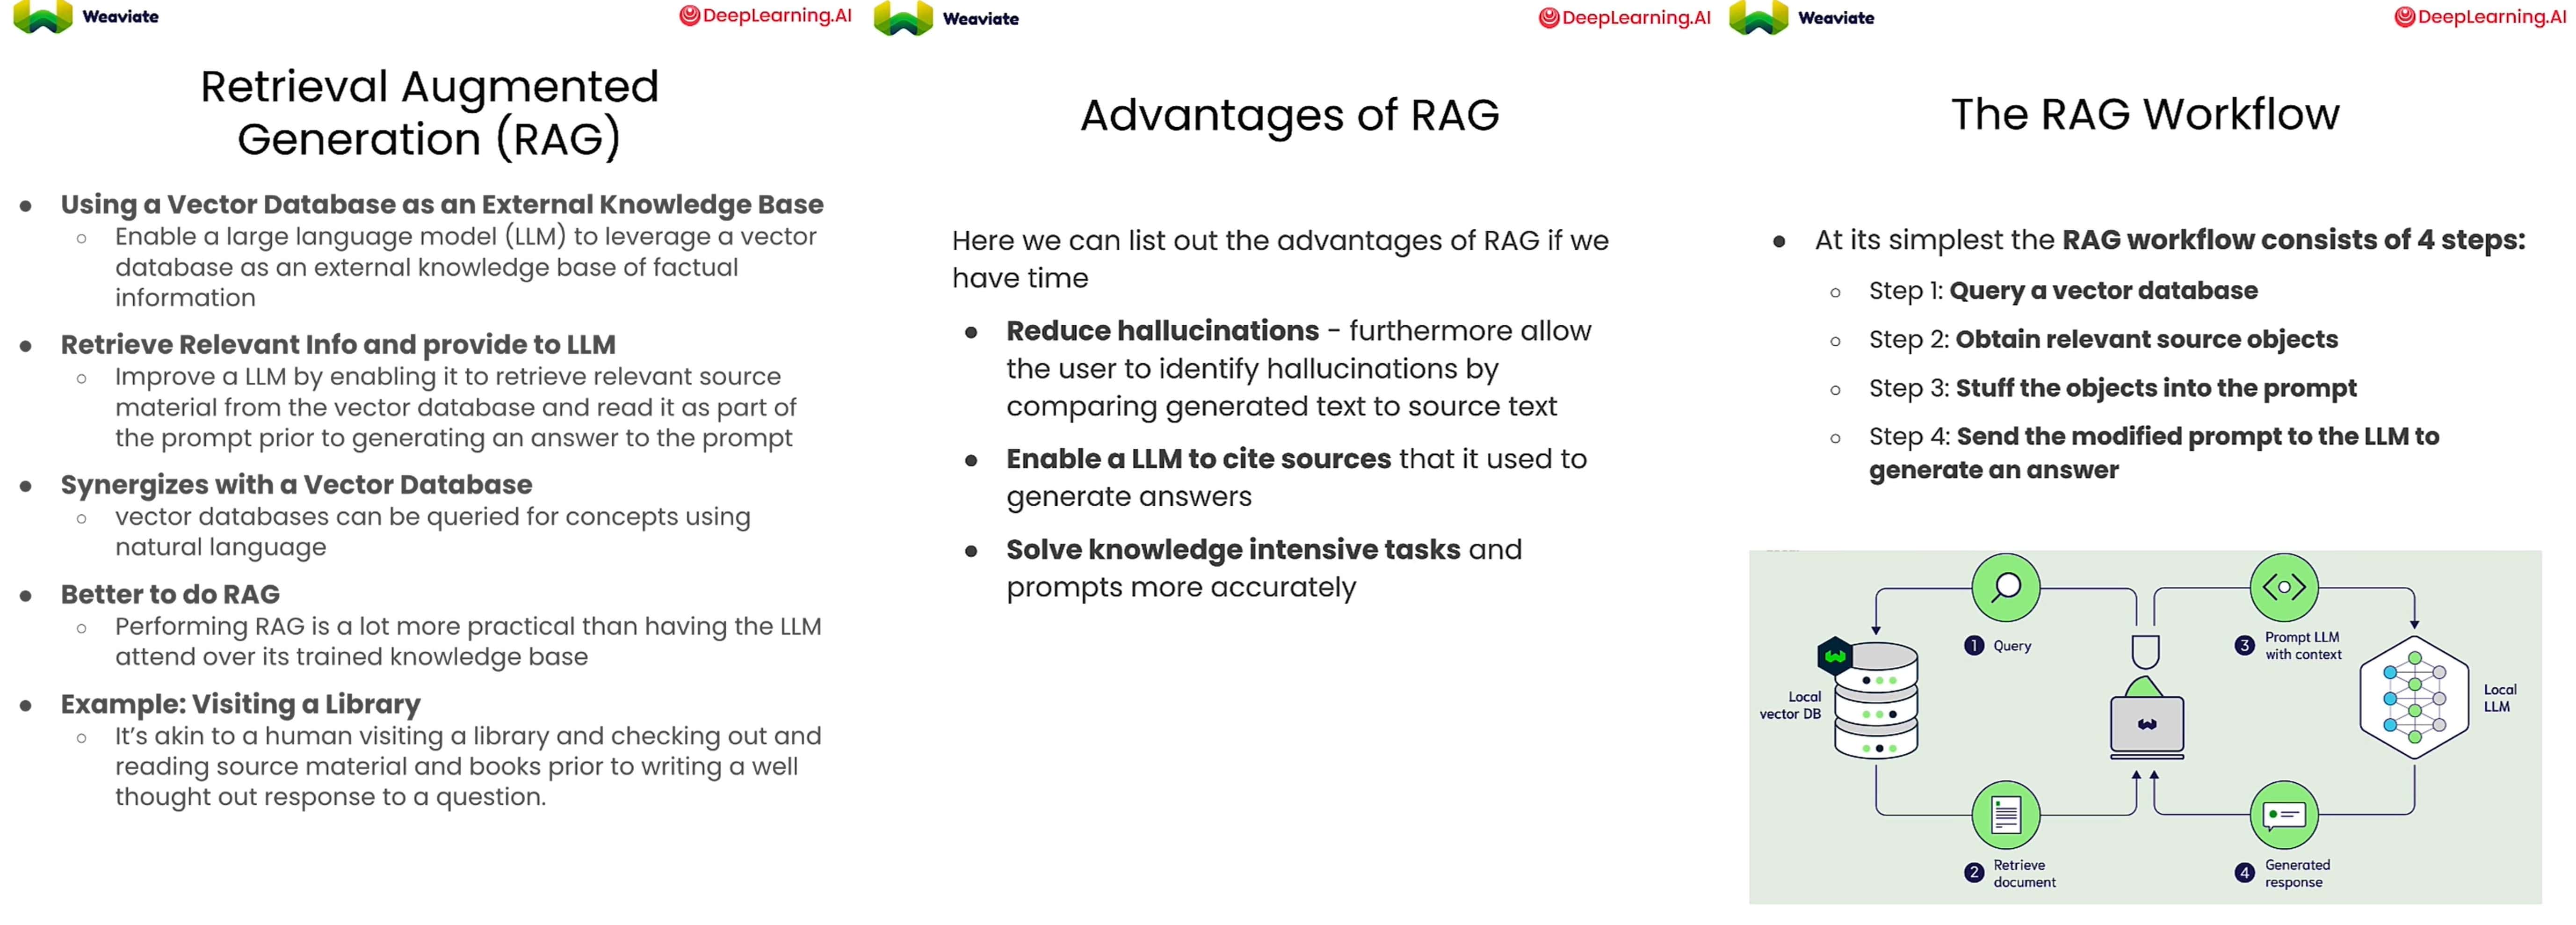 Weaviate
DeepLearning.AI
Retrieval Augmented
Generation (RAG)
● Using a Vector Database as an External Knowledge Base
○ Enable a large language model (LLM) to leverage a vector
database as an external knowledge base of factual
information
● Retrieve Relevant Info and provide to LLM
○ Improve a LLM by enabling it to retrieve relevant source
material from the vector database and read it as part of
the prompt prior to generating an answer to the prompt
● Synergizes with a Vector Database
○ vector databases can be queried for concepts using
natural language
● Better to do RAG
○ Performing RAG is a lot more practical than having the LLM
attend over its trained knowledge base
● Example: Visiting a Library
○ It's akin to a human visiting a library and checking out and
reading source material and books prior to writing a well
thought out response to a question.
Weaviate
DeepLearning.AI
Advantages of RAG
Here we can list out the advantages of RAG if we
have time
● Reduce hallucinations - furthermore allow
the user to identify hallucinations by
comparing generated text to source text
● Enable a LLM to cite sources that it used to
generate answers
● Solve knowledge intensive tasks and
prompts more accurately
Weaviate
DeepLearning.AI
The RAG Workflow
● At its simplest the RAG workflow consists of 4 steps:
○ Step 1: Query a vector database
○ Step 2: Obtain relevant source objects
○ Step 3: Stuff the objects into the prompt
○ Step 4: Send the modified prompt to the LLM to
generate an answer
1 Query
3 Prompt LLM
with context
Local
vector DB
Local
LLM
2 Retrieve
document
4 Generated
response